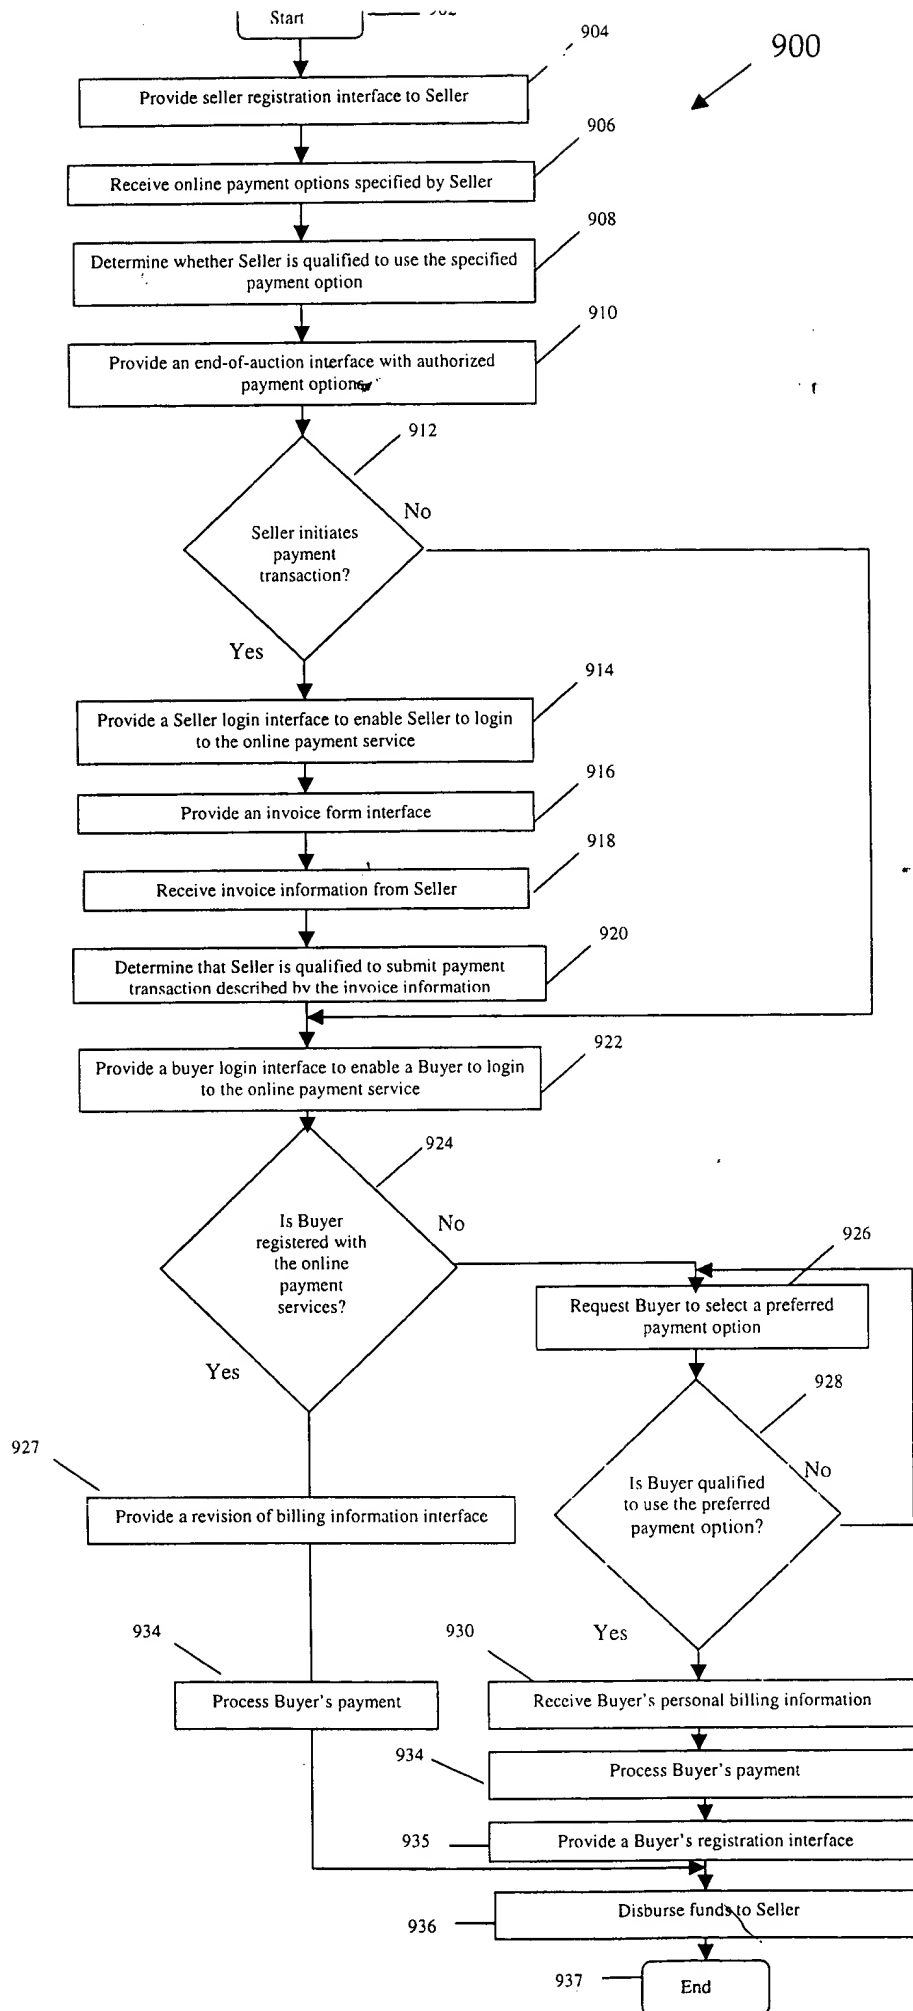 Start
904
900
Provide seller registration interface to Seller
906
Receive online payment options specified by Seller
908
Determine whether Seller is qualified to use the specified
payment option
910
Provide an end-of-auction interface with authorized
payment options
912
No
Seller initiates
payment
transaction?
Yes
914
Provide a Seller login interface to enable Seller to login
to the online payment service
916
Provide an invoice form interface
918
Receive invoice information from Seller
920
Determine that Seller is qualified to submit payment
transaction described by the invoice information
922
Provide a buyer login interface to enable a Buyer to login
to the online payment service
924
No
Is Buyer
registered with
the online
payment
services?
Yes
926
Request Buyer to select a preferred
payment option
928
No
Is Buyer qualified
to use the preferred
payment option?
Yes
927
Provide a revision of billing information interface
934
Process Buyer's payment
930
Receive Buyer's personal billing information
934
Process Buyer's payment
935
Provide a Buyer's registration interface
936
Disburse funds to Seller
937
End